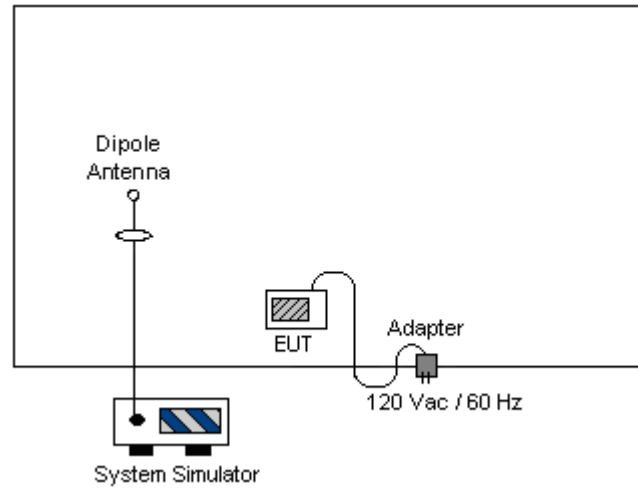 Dipole
Antenna
EUT
Adapter
120 Vac / 60 Hz
System Simulator